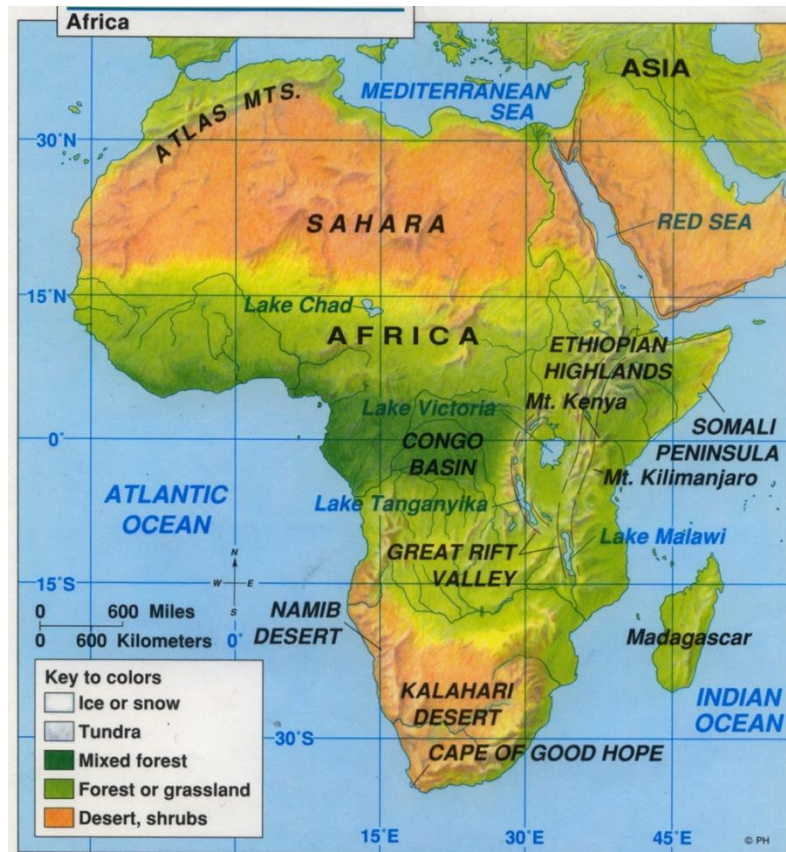 Africa
ASIA
MEDITERRANEAN
SEA
ATLAS MTS.
30°N
SAHARA
RED SEA
15°N
Lake Chad
AFRICA
ETHIOPIAN
HIGHLANDS
Lake Victoria
Mt. Kenya
SOMALI
PENINSULA
0°
CONGO
BASIN
Mt. Kilimanjaro
ATLANTIC
OCEAN
Lake Tanganyika
Lake Malawi
GREAT RIFT
VALLEY
N
W E
S
15°S
0 600 Miles
0 600 Kilometers
0°
NAMIB
DESERT
Madagascar
KALAHARI
DESERT
INDIAN
OCEAN
30°S
CAPE OF GOOD HOPE
Key to colors
Ice or snow
Tundra
Mixed forest
Forest or grassland
Desert, shrubs
15°E
30°E
45°E
© PH